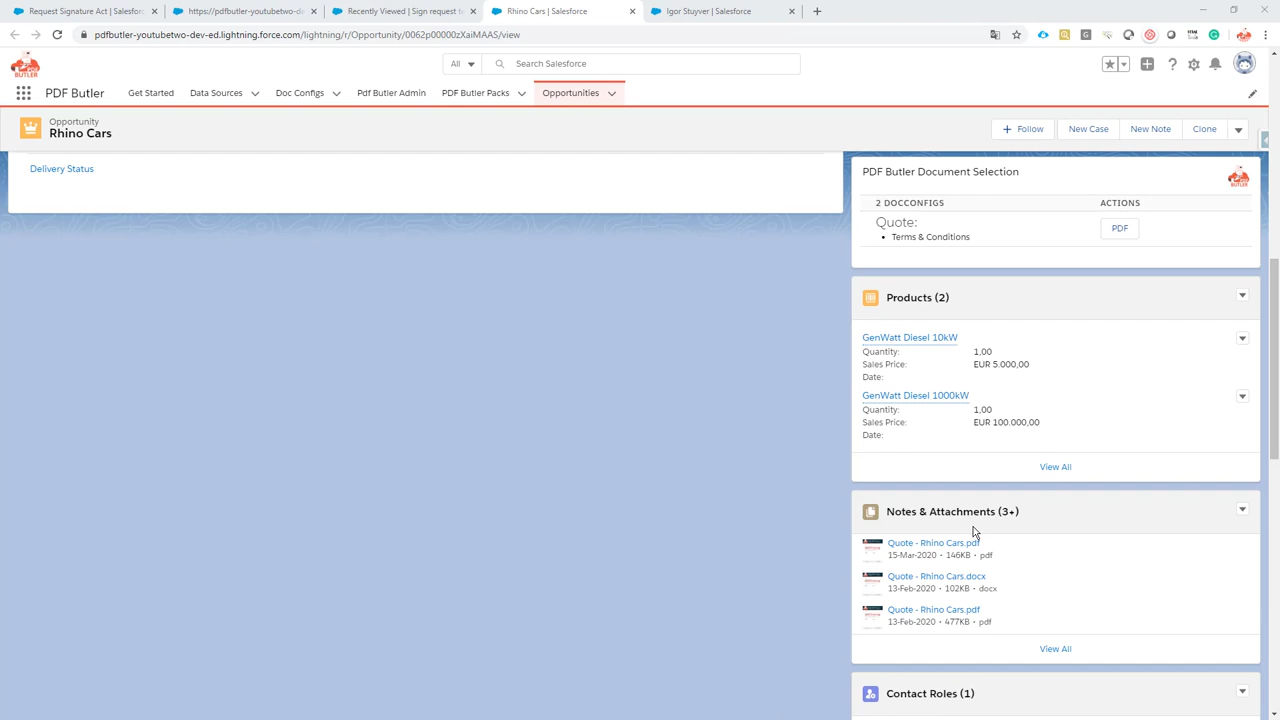 Request Signature Act | Salesfor
https://pdfbutler-youtubetwo-de
Recently Viewed | Sign request te
Rhino Cars | Salesforce
Igor Stuyver | Salesforce
pdfbutler-youtubetwo-dev-ed.lightning.force.com/lightning/r/Opportunity/0062p00000zXaiMAAS/view
BUTLER
All
Search Salesforce
PDF Butler
Get Started
Data Sources
Doc Configs
Pdf Butler Admin
PDF Butler Packs
Opportunities
Opportunity
Rhino Cars
Follow
New Case
New Note
Clone
Delivery Status
PDF Butler Document Selection
BUTLER
2 DOCCONFIGS
ACTIONS
Quote:
• Terms & Conditions
PDF
Products (2)
GenWatt Diesel 10kW
Quantity: 1,00
Sales Price: EUR 5.000,00
Date:
GenWatt Diesel 1000kW
Quantity: 1,00
Sales Price: EUR 100.000,00
Date:
View All
Notes & Attachments (3+)
Quote - Rhino Cars.pdf
15-Mar-2020 • 146KB • pdf
Quote - Rhino Cars.docx
13-Feb-2020 • 102KB • docx
Quote - Rhino Cars.pdf
13-Feb-2020 • 477KB • pdf
View All
Contact Roles (1)